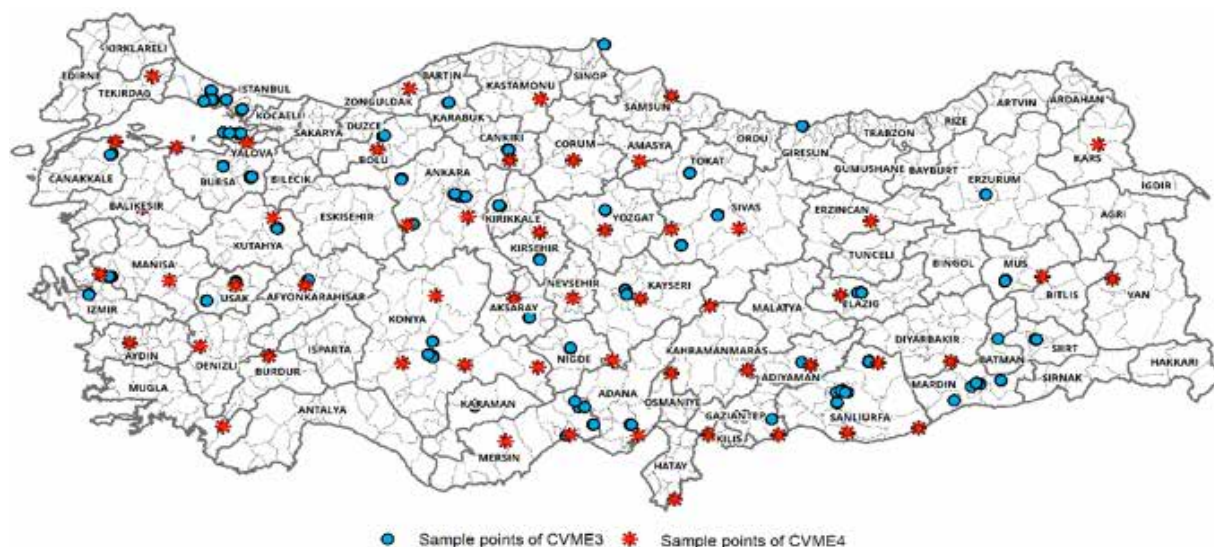 KIRKLARELI
EDIRNE
TEKIRDAG
ISTANBUL
KOCAELI
YALOVA
SAKARYA
DUZCE
ZONGULDAK
BARTIN
KARABUK
KASTAMONU
SINOP
SAMSUN
ORDU
GIRESUN
TRABZON
RIZE
ARTVIN
ARDAHAN
KARS
IGDIR
CANAKKALE
BURSA
BILECIK
BOLU
CANKIRI
CORUM
AMASYA
TOKAT
GUMUSHANE
BAYBURT
ERZURUM
AGRI
BALIKESIR
ESKISEHIR
ANKARA
KIRIKKALE
YOZGAT
SIVAS
ERZINCAN
KUTAHYA
KIRSEHIR
TUNCELI
BINGOL
MUS
BITLIS
VAN
MANISA
IZMIR
USAK
AFYONKARAHISAR
KONYA
AKSARAY
NEVSEHIR
KAYSERI
MALATYA
ELAZIG
DIYARBAKIR
BATMAN
SIIRT
HAKKARI
AYDIN
DENIZLI
BURDUR
ISPARTA
NIGDE
KAHRAMANMARAS
ADIYAMAN
MARDIN
SIRNAK
MUGLA
ANTALYA
KARAMAN
ADANA
OSMANIYE
GAZIANTEP
SANLIURFA
KILIS
MERSIN
HATAY
Sample points of CVME3 Sample points of CVME4